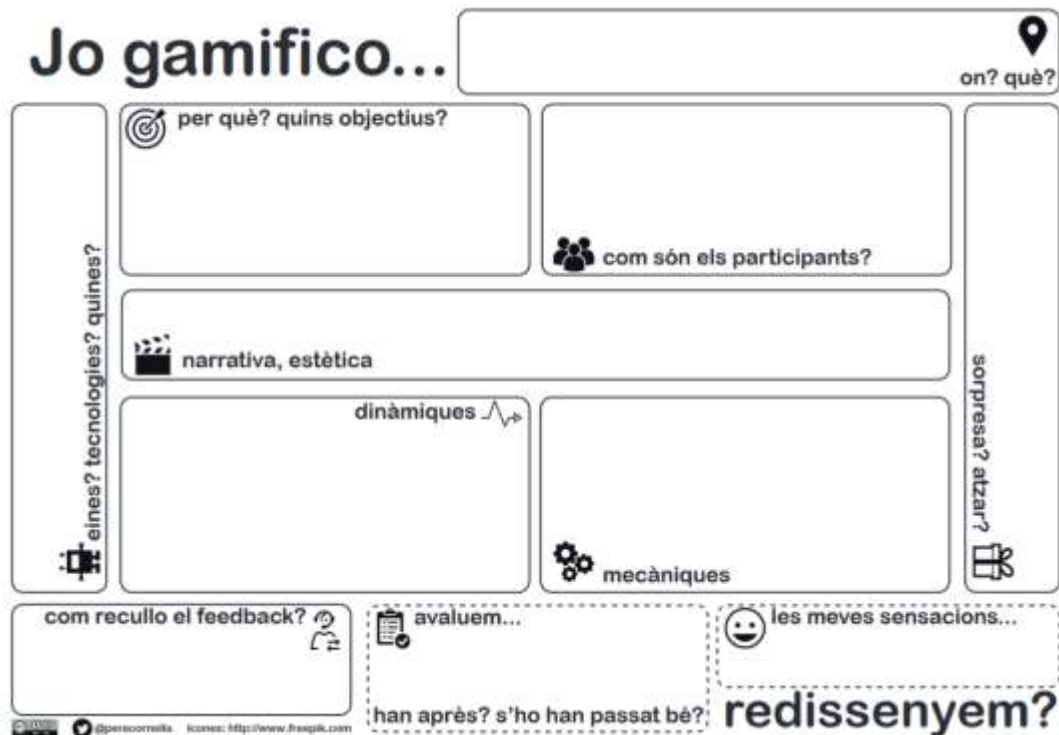 Jo gamifico...
on? què?
per què? quins objectius?
com són els participants?
eines? tecnologies? quines?
narrativa, estètica
sorpresa? atzar?
dinàmiques
mecàniques
com recullo el feedback?
avaluem...
han après? s'ho han passat bé?
les meves sensacions...
redissenyem?
@perecornella Icones: http://www.freepik.com